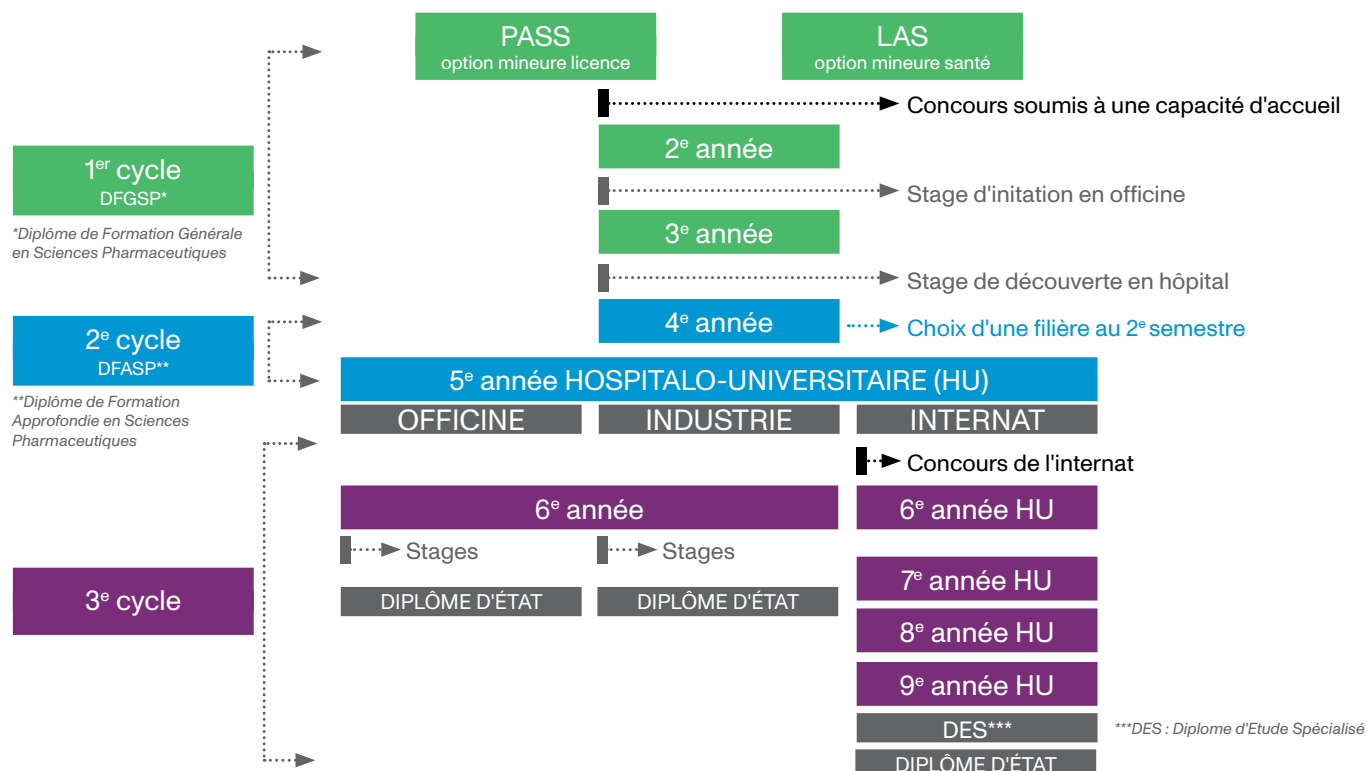 PASS
option mineure licence
LAS
option mineure santé
Concours soumis à une capacité d'accueil
2e année
1er cycle
DFGSP*
Stage d'initation en officine
*Diplôme de Formation Générale
en Sciences Pharmaceutiques
3e année
Stage de découverte en hôpital
4e année
Choix d'une filière au 2e semestre
2e cycle
DFASP**
5e année HOSPITALO-UNIVERSITAIRE (HU)
**Diplôme de Formation
Approfondie en Sciences
Pharmaceutiques
OFFICINE
INDUSTRIE
INTERNAT
Concours de l'internat
6e année
6e année HU
Stages
Stages
3e cycle
7e année HU
DIPLÔME D'ÉTAT
DIPLÔME D'ÉTAT
8e année HU
9e année HU
DES***
***DES : Diplome d'Etude Spécialisé
DIPLÔME D'ÉTAT